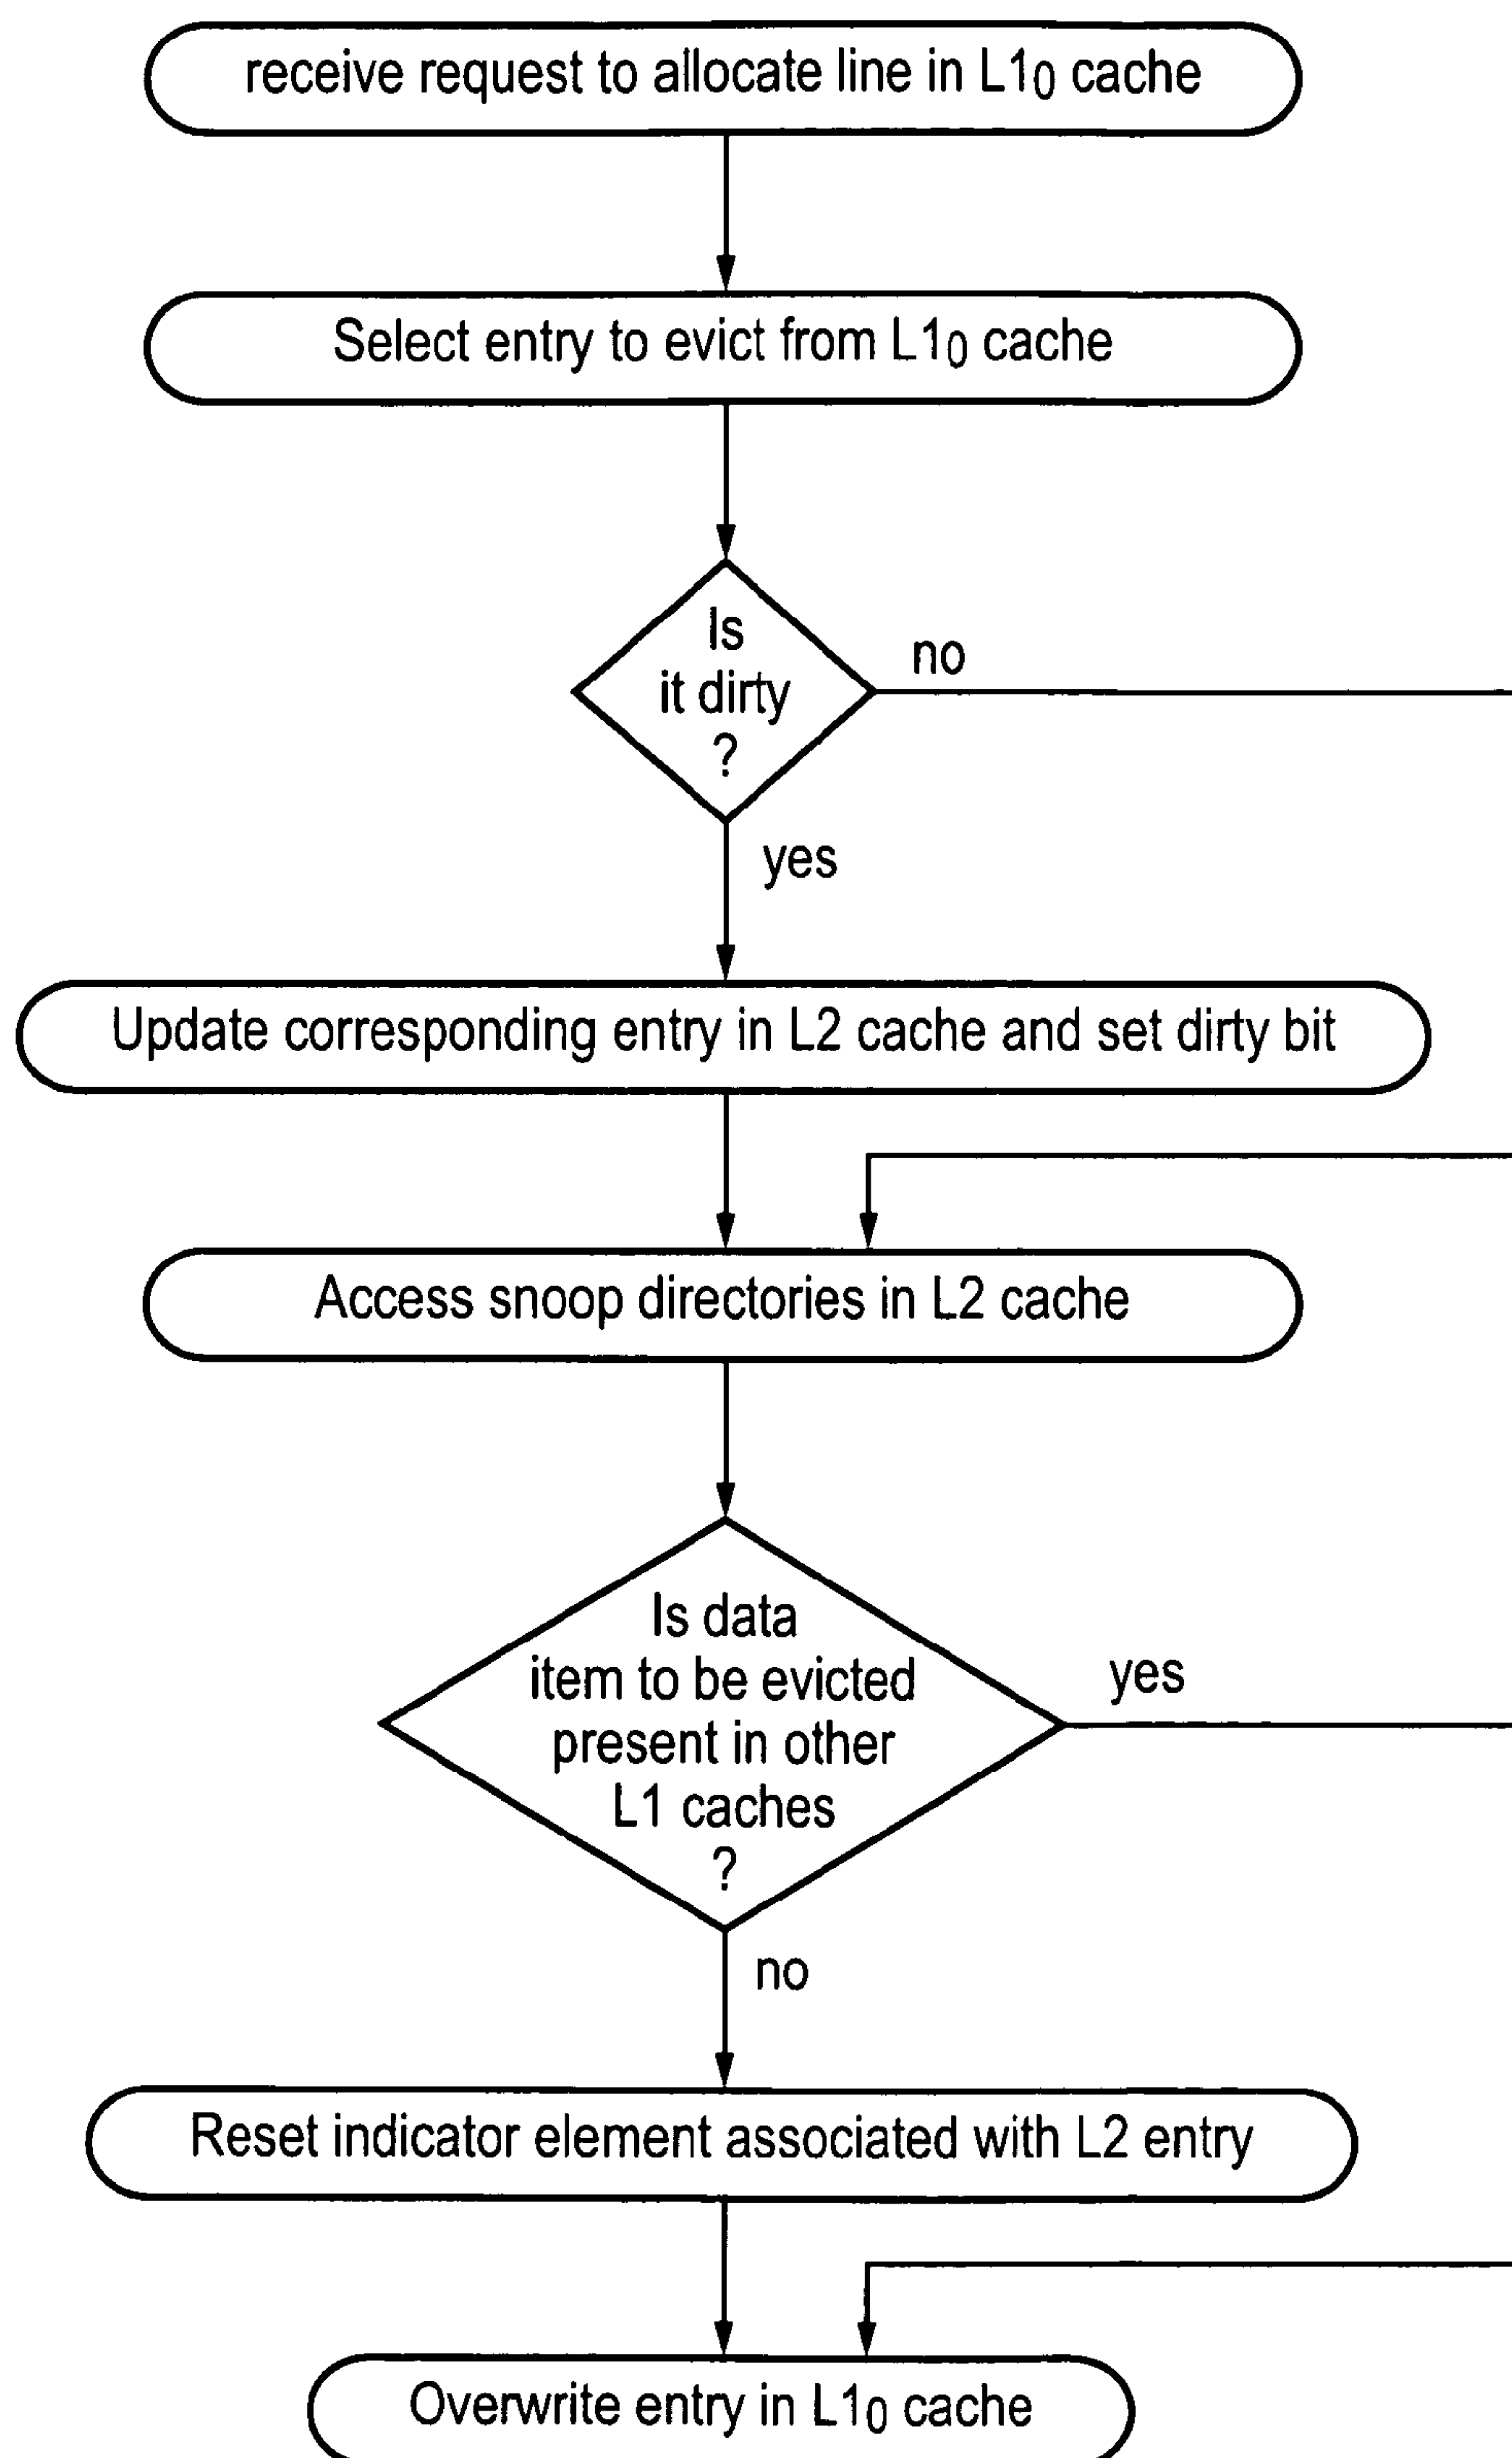 receive request to allocate line in L1₀ cache
Select entry to evict from L1₀ cache
Is
it dirty
?
no
yes
Update corresponding entry in L2 cache and set dirty bit
Access snoop directories in L2 cache
Is data
item to be evicted
present in other
L1 caches
?
yes
no
Reset indicator element associated with L2 entry
Overwrite entry in L1₀ cache